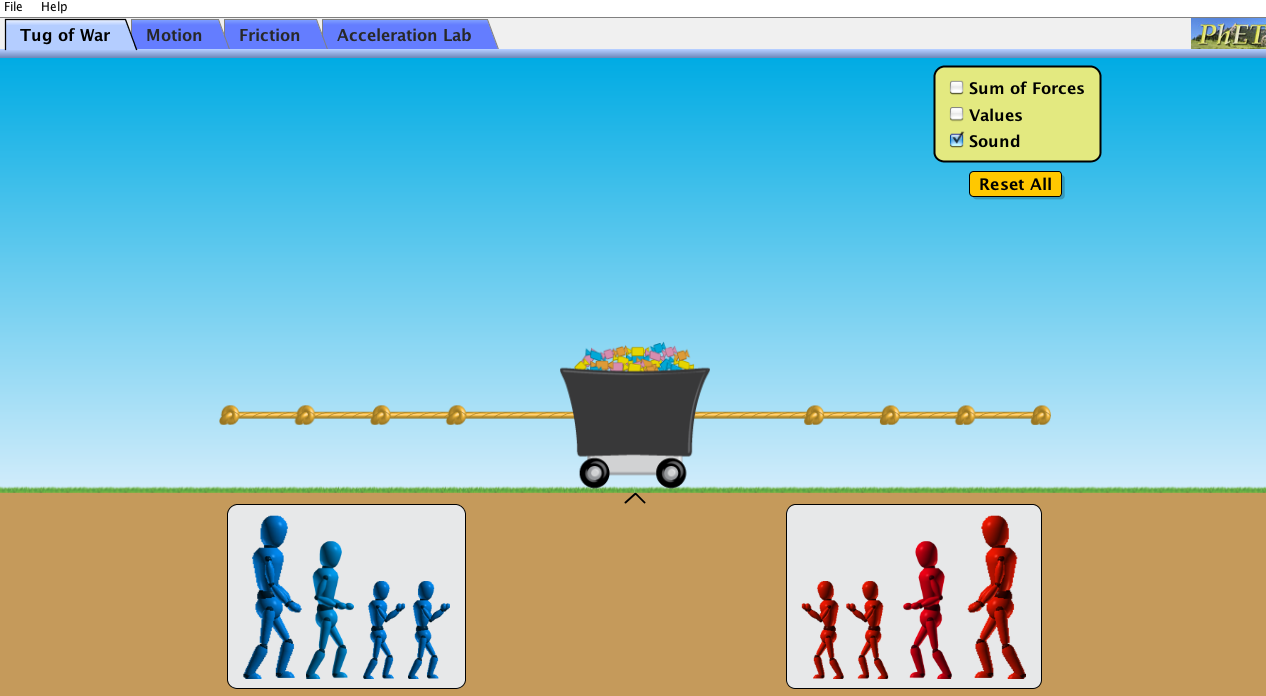 File Help
Tug of War Motion Friction Acceleration Lab PhET
Sum of Forces
Values
Sound
Reset All